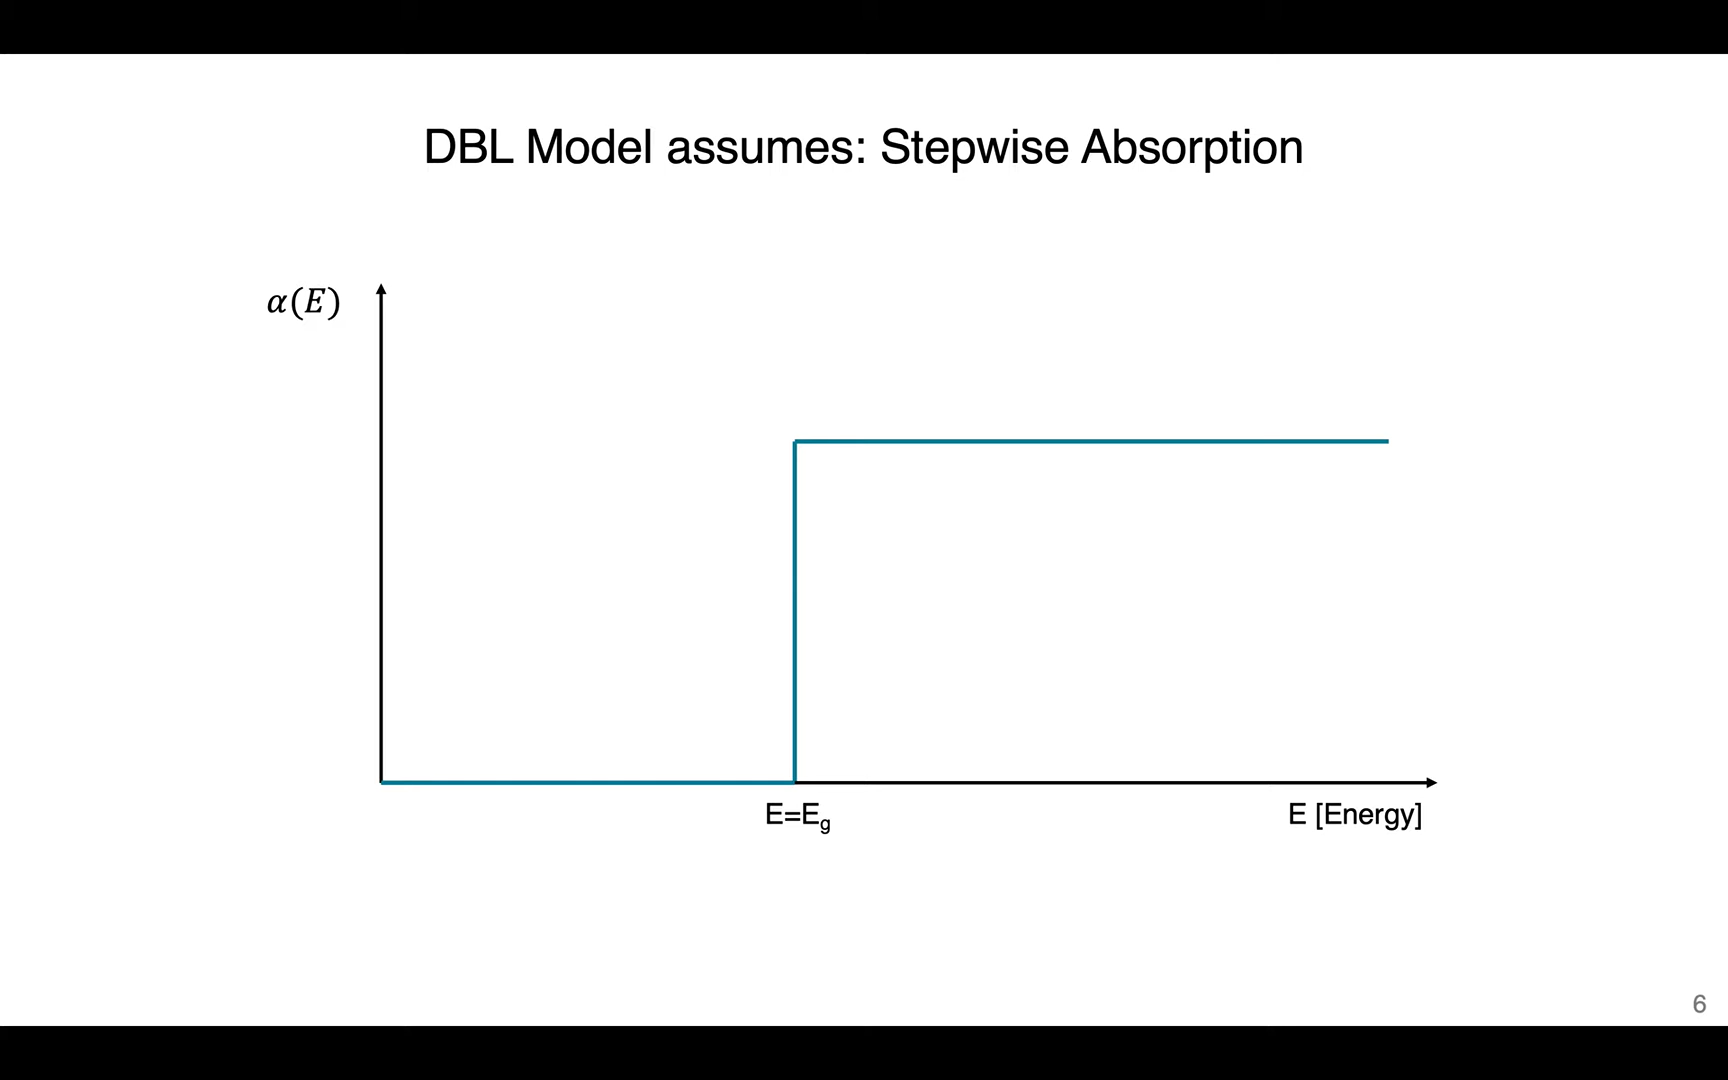 DBL Model assumes: Stepwise Absorption
α(E)
E=Eg
E [Energy]
6